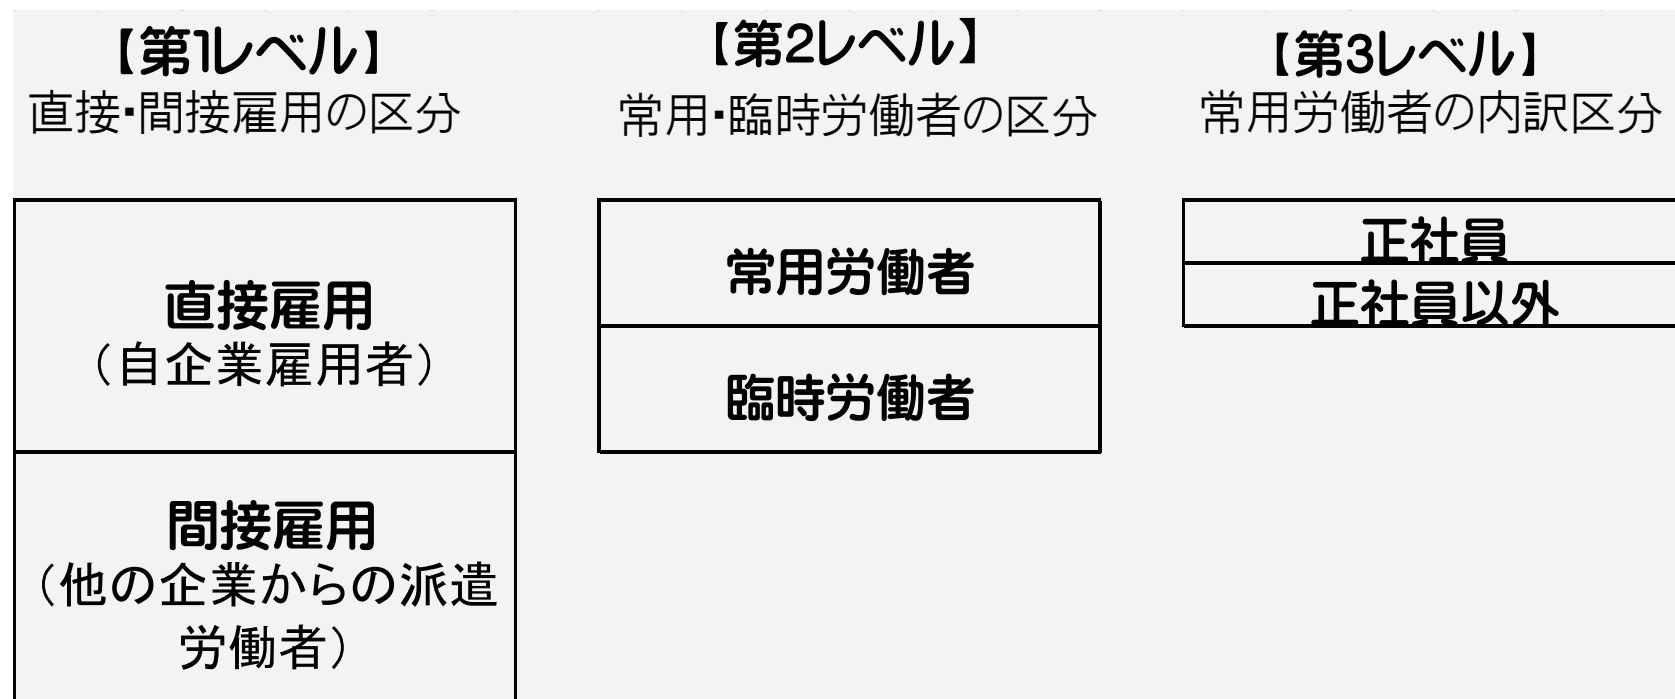 【第1レベル】
直接・間接雇用の区分
直接雇用
（自企業雇用者）
間接雇用
（他の企業からの派遣
労働者）
【第2レベル】
常用・臨時労働者の区分
常用労働者
臨時労働者
【第3レベル】
常用労働者の内訳区分
正社員
正社員以外